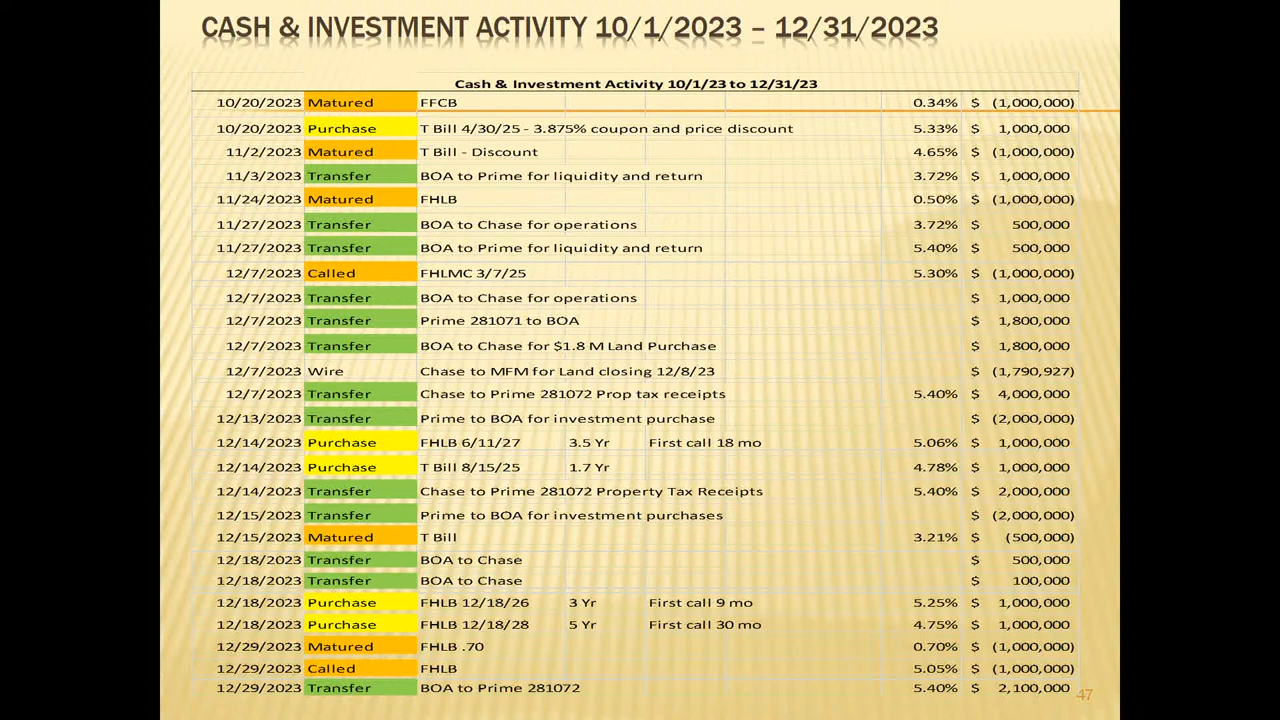 CASH & INVESTMENT ACTIVITY 10/1/2023 – 12/31/2023
Cash & Investment Activity 10/1/23 to 12/31/23
10/20/2023 Matured FFCB 0.34% $ (1,000,000)
10/20/2023 Purchase T Bill 4/30/25 - 3.875% coupon and price discount 5.33% $ 1,000,000
11/2/2023 Matured T Bill - Discount 4.65% $ (1,000,000)
11/3/2023 Transfer BOA to Prime for liquidity and return 3.72% $ 1,000,000
11/24/2023 Matured FHLB 0.50% $ (1,000,000)
11/27/2023 Transfer BOA to Chase for operations 3.72% $ 500,000
11/27/2023 Transfer BOA to Prime for liquidity and return 5.40% $ 500,000
12/7/2023 Called FHLMC 3/7/25 5.30% $ (1,000,000)
12/7/2023 Transfer BOA to Chase for operations $ 1,000,000
12/7/2023 Transfer Prime 281071 to BOA $ 1,800,000
12/7/2023 Transfer BOA to Chase for $1.8 M Land Purchase $ 1,800,000
12/7/2023 Wire Chase to MFM for Land closing 12/8/23 $ (1,790,927)
12/7/2023 Transfer Chase to Prime 281072 Prop tax receipts 5.40% $ 4,000,000
12/13/2023 Transfer Prime to BOA for investment purchase $ (2,000,000)
12/14/2023 Purchase FHLB 6/11/27 3.5 Yr First call 18 mo 5.06% $ 1,000,000
12/14/2023 Purchase T Bill 8/15/25 1.7 Yr 4.78% $ 1,000,000
12/14/2023 Transfer Chase to Prime 281072 Property Tax Receipts 5.40% $ 2,000,000
12/15/2023 Transfer Prime to BOA for investment purchases $ (2,000,000)
12/15/2023 Matured T Bill 3.21% $ (500,000)
12/18/2023 Transfer BOA to Chase $ 500,000
12/18/2023 Transfer BOA to Chase $ 100,000
12/18/2023 Purchase FHLB 12/18/26 3 Yr First call 9 mo 5.25% $ 1,000,000
12/18/2023 Purchase FHLB 12/18/28 5 Yr First call 30 mo 4.75% $ 1,000,000
12/29/2023 Matured FHLB .70 0.70% $ (1,000,000)
12/29/2023 Called FHLB 5.05% $ (1,000,000)
12/29/2023 Transfer BOA to Prime 281072 5.40% $ 2,100,000
47